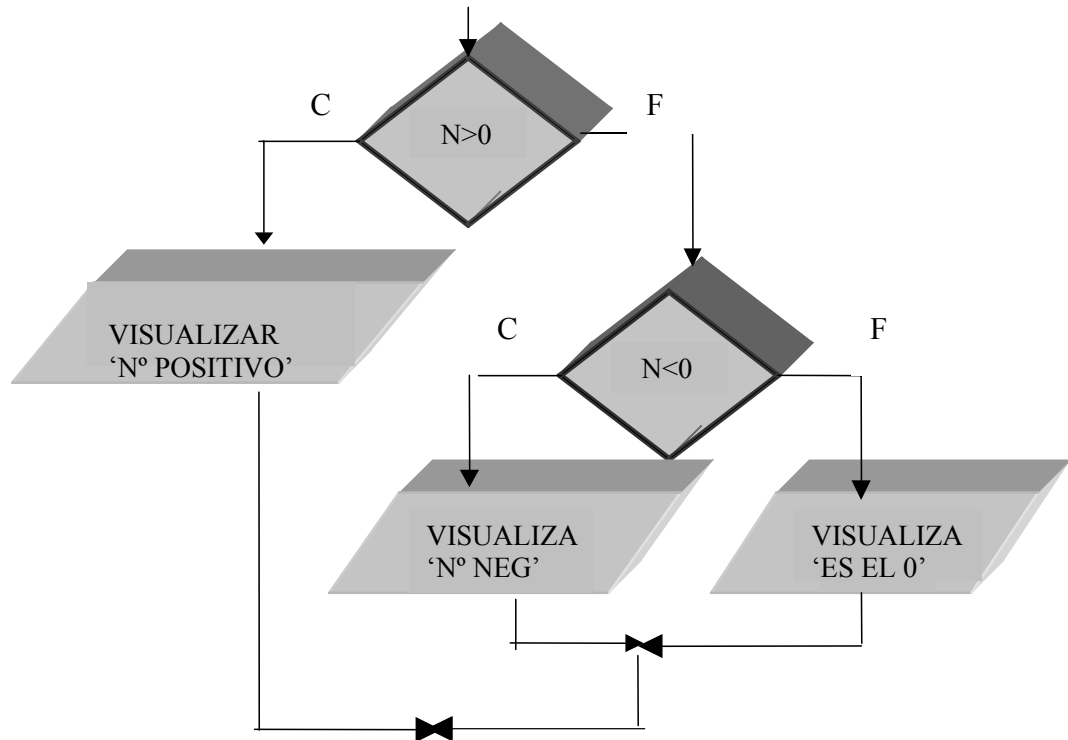 C
F
N>0
VISUALIZAR
‘Nº POSITIVO’
C
F
N<0
VISUALIZA
‘Nº NEG’
VISUALIZA
‘ES EL 0’